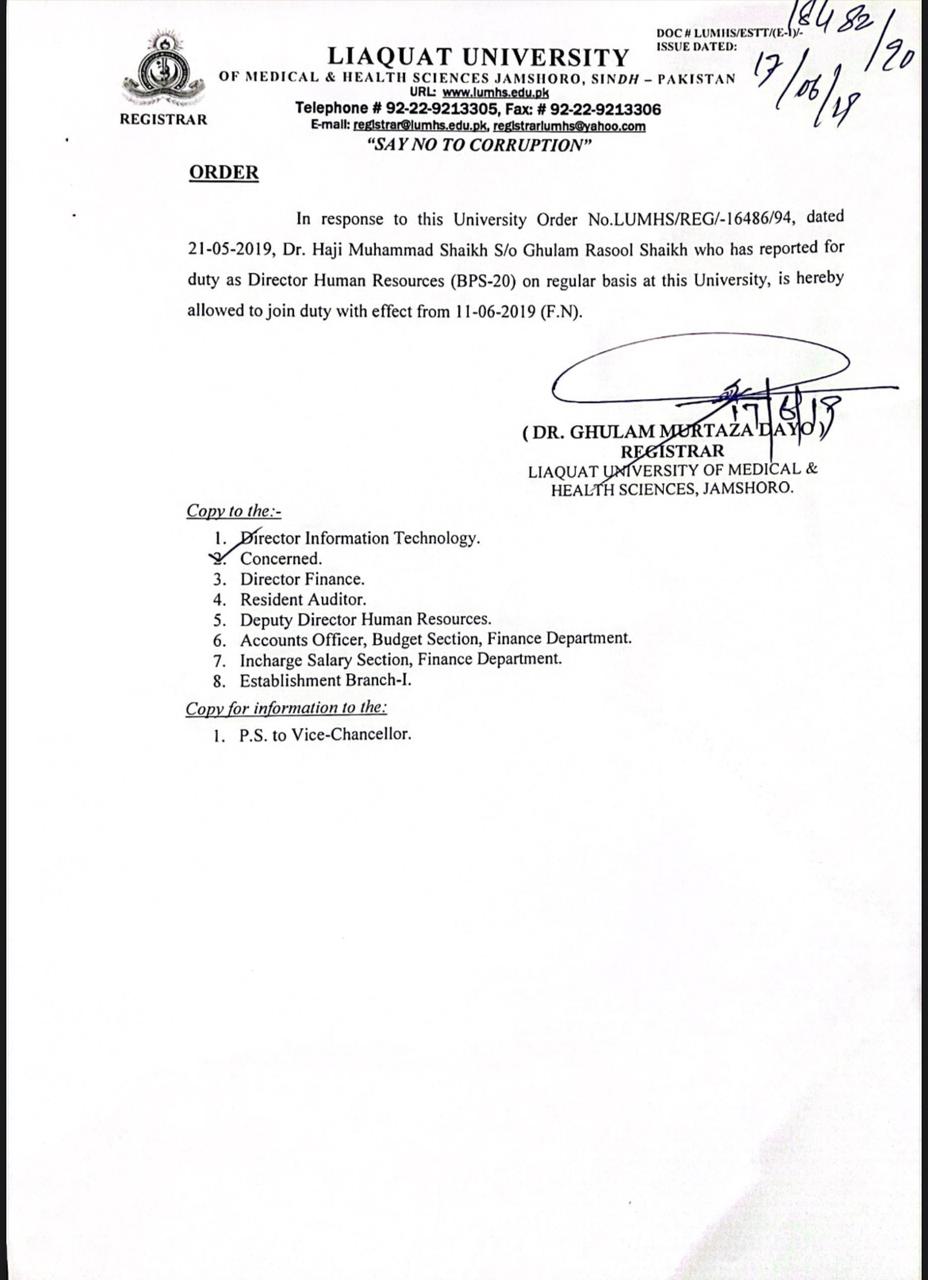 DOC # LUMHS/ESTT/(E-I)/- 18482/90
ISSUE DATED:
17/06/19
LIAQUAT UNIVERSITY
OF MEDICAL & HEALTH SCIENCES JAMSHORO, SINDH – PAKISTAN
URL: www.lumhs.edu.pk
Telephone # 92-22-9213305, Fax: # 92-22-9213306
E-mail: registrar@lumhs.edu.pk, registrarlumhs@yahoo.com
"SAY NO TO CORRUPTION"
REGISTRAR
ORDER
In response to this University Order No.LUMHS/REG/-16486/94, dated
21-05-2019, Dr. Haji Muhammad Shaikh S/o Ghulam Rasool Shaikh who has reported for
duty as Director Human Resources (BPS-20) on regular basis at this University, is hereby
allowed to join duty with effect from 11-06-2019 (F.N).
17/6/19
( DR. GHULAM MURTAZA DAYO )
REGISTRAR
LIAQUAT UNIVERSITY OF MEDICAL &
HEALTH SCIENCES, JAMSHORO.
Copy to the:-
1. Director Information Technology.
2. Concerned.
3. Director Finance.
4. Resident Auditor.
5. Deputy Director Human Resources.
6. Accounts Officer, Budget Section, Finance Department.
7. Incharge Salary Section, Finance Department.
8. Establishment Branch-I.
Copy for information to the:
1. P.S. to Vice-Chancellor.